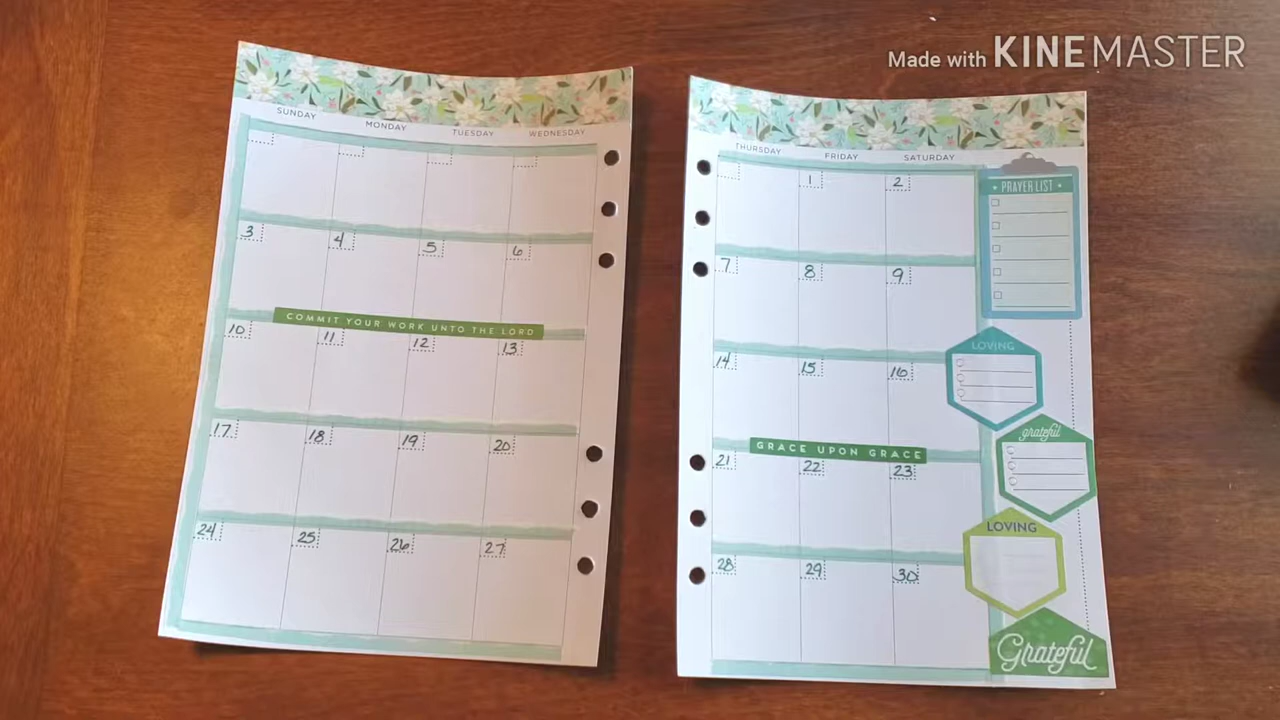 Made with KINEMASTER
SUNDAY MONDAY TUESDAY WEDNESDAY
3 4 5 6
COMMIT YOUR WORK UNTO THE LORD
10 11 12 13
17 18 19 20
24 25 26 27
THURSDAY FRIDAY SATURDAY
1 2
7 8 9
14 15 16
GRACE UPON GRACE
21 22 23
28 29 30
PRAYER LIST
LOVING
grateful
LOVING
Grateful